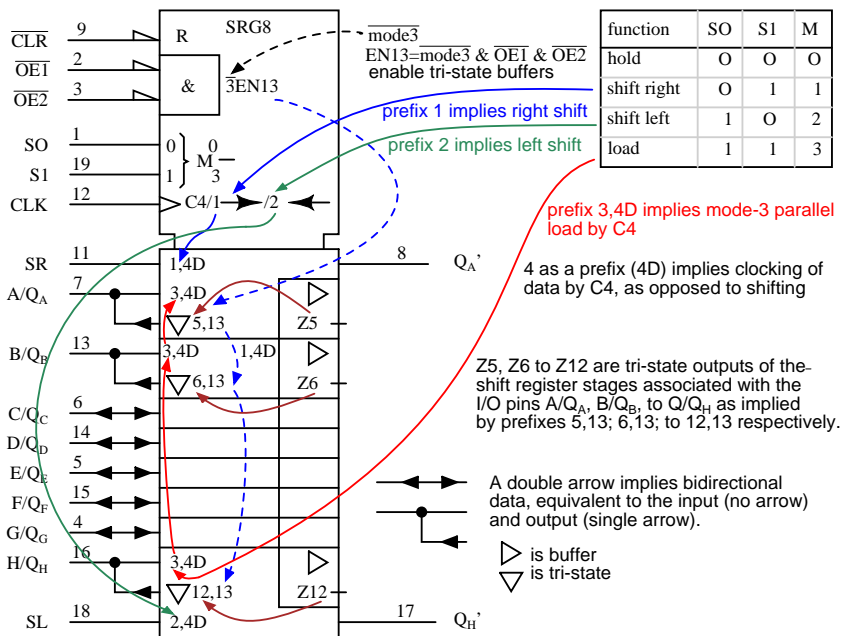 9
CLR
R
SRG8
mode3
EN13=mode3 & OE1 & OE2
enable tri-state buffers
2
OE1
3
OE2
&
3EN13
function SO S1 M
hold O O O
shift right O 1 1
shift left 1 O 2
load 1 1 3
prefix 1 implies right shift
prefix 2 implies left shift
1
SO
19
S1
0
1
} M
0
3
12
CLK
C4/1
/2
prefix 3,4D implies mode-3 parallel
load by C4
4 as a prefix (4D) implies clocking of
data by C4, as opposed to shifting
11
SR
1,4D
8
QA’
7
A/QA
3,4D
5,13
Z5
13
B/QB
3,4D
1,4D
6,13
Z6
Z5, Z6 to Z12 are tri-state outputs of the
shift register stages associated with the
I/O pins A/QA, B/QB, to Q/QH as implied
by prefixes 5,13; 6,13; to 12,13 respectively.
6
C/QC
14
D/QD
5
E/QE
15
F/QF
4
G/QG
16
H/QH
3,4D
12,13
Z12
A double arrow implies bidirectional
data, equivalent to the input (no arrow)
and output (single arrow).
is buffer
is tri-state
18
SL
2,4D
17
QH’